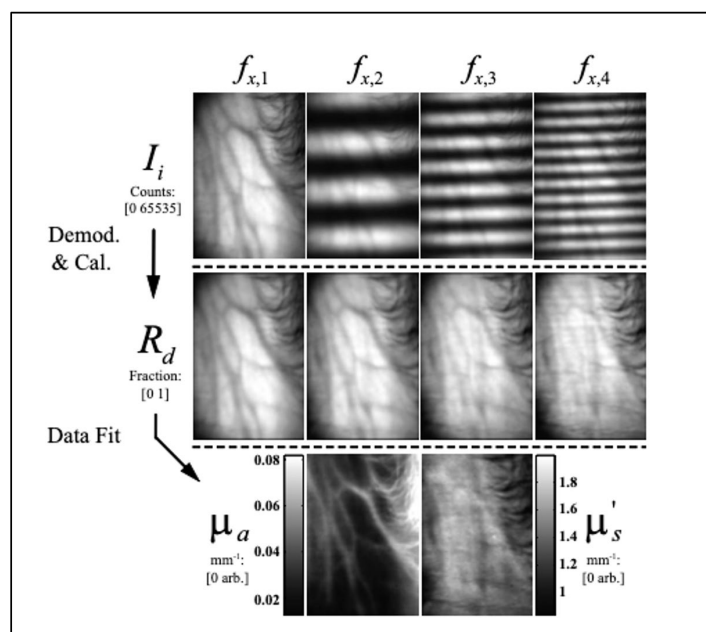 f_{x,1} f_{x,2} f_{x,3} f_{x,4}
I_i
Counts:
[0 65535]
Demod.
& Cal.
R_d
Fraction:
[0 1]
Data Fit
μ_a
mm⁻¹:
[0 arb.]
0.08
0.06
0.04
0.02
1.8
1.6
1.4
1.2
1
μ's
mm⁻¹:
[0 arb.]